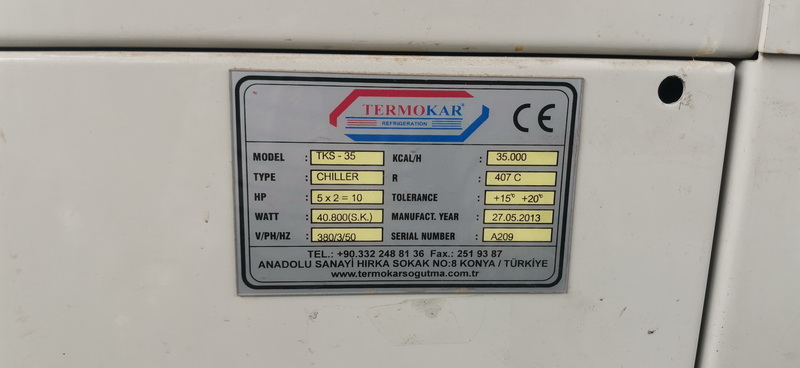 TERMOKAR®
REFRIGERATION
CE
MODEL : TKS - 35 KCAL/H : 35.000
TYPE : CHILLER R : 407 C
HP : 5 x 2 = 10 TOLERANCE : +15°C +20°C
WATT : 40.800(S.K.) MANUFACT. YEAR : 27.05.2013
V/PH/HZ : 380/3/50 SERIAL NUMBER : A209
TEL.: +90.332 248 81 36 Fax.: 251 93 87
ANADOLU SANAYİ HIRKA SOKAK NO:8 KONYA / TÜRKİYE
www.termokarsogutma.com.tr